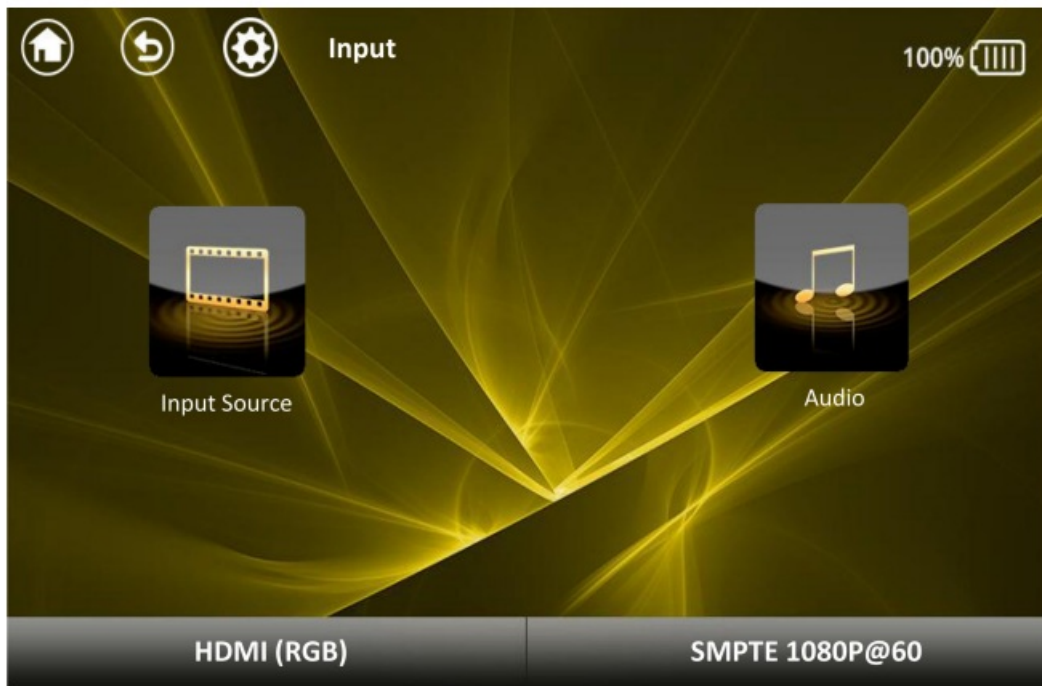 Input
100%
Input Source
Audio
HDMI (RGB)
SMPTE 1080P@60